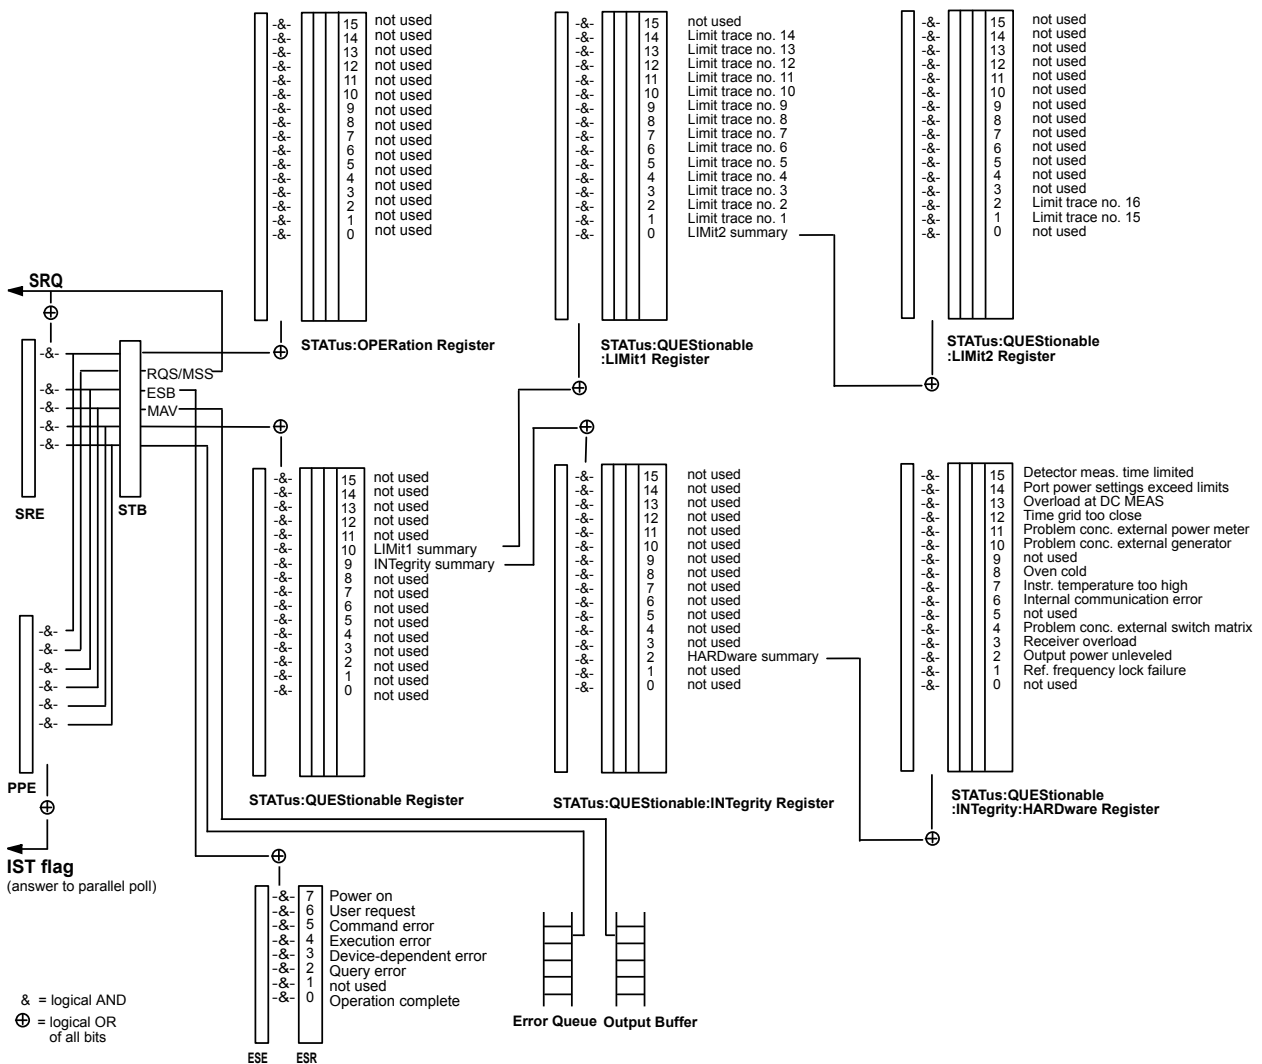 -&- 15 not used
-&- 14 not used
-&- 13 not used
-&- 12 not used
-&- 11 not used
-&- 10 not used
-&- 9 not used
-&- 8 not used
-&- 7 not used
-&- 6 not used
-&- 5 not used
-&- 4 not used
-&- 3 not used
-&- 2 not used
-&- 1 not used
-&- 0 not used
STATus:OPERation Register
-&- 15 not used
-&- 14 Limit trace no. 14
-&- 13 Limit trace no. 13
-&- 12 Limit trace no. 12
-&- 11 Limit trace no. 11
-&- 10 Limit trace no. 10
-&- 9 Limit trace no. 9
-&- 8 Limit trace no. 8
-&- 7 Limit trace no. 7
-&- 6 Limit trace no. 6
-&- 5 Limit trace no. 5
-&- 4 Limit trace no. 4
-&- 3 Limit trace no. 3
-&- 2 Limit trace no. 2
-&- 1 Limit trace no. 1
-&- 0 LIMit2 summary
STATus:QUEStionable
:LIMit1 Register
-&- 15 not used
-&- 14 not used
-&- 13 not used
-&- 12 not used
-&- 11 not used
-&- 10 not used
-&- 9 not used
-&- 8 not used
-&- 7 not used
-&- 6 not used
-&- 5 not used
-&- 4 not used
-&- 3 not used
-&- 2 Limit trace no. 16
-&- 1 Limit trace no. 15
-&- 0 not used
STATus:QUEStionable
:LIMit2 Register
SRQ
-&-
RQS/MSS
-&- ESB
-&- MAV
-&-
-&-
SRE
STB
-&- 15 not used
-&- 14 not used
-&- 13 not used
-&- 12 not used
-&- 11 not used
-&- 10 LIMit1 summary
-&- 9 INTegrity summary
-&- 8 not used
-&- 7 not used
-&- 6 not used
-&- 5 not used
-&- 4 not used
-&- 3 not used
-&- 2 not used
-&- 1 not used
-&- 0 not used
STATus:QUEStionable Register
-&- 15 not used
-&- 14 not used
-&- 13 not used
-&- 12 not used
-&- 11 not used
-&- 10 not used
-&- 9 not used
-&- 8 not used
-&- 7 not used
-&- 6 not used
-&- 5 not used
-&- 4 not used
-&- 3 not used
-&- 2 HARDware summary
-&- 1 not used
-&- 0 not used
STATus:QUEStionable:INTegrity Register
-&- 15 Detector meas. time limited
-&- 14 Port power settings exceed limits
-&- 13 Overload at DC MEAS
-&- 12 Time grid too close
-&- 11 Problem conc. external power meter
-&- 10 Problem conc. external generator
-&- 9 not used
-&- 8 Oven cold
-&- 7 Instr. temperature too high
-&- 6 Internal communication error
-&- 5 not used
-&- 4 Problem conc. external switch matrix
-&- 3 Receiver overload
-&- 2 Output power unleveled
-&- 1 Ref. frequency lock failure
-&- 0 not used
STATus:QUEStionable
:INTegrity:HARDware Register
-&-
-&-
-&-
-&-
-&-
-&-
PPE
IST flag
(answer to parallel poll)
-&- 7 Power on
-&- 6 User request
-&- 5 Command error
-&- 4 Execution error
-&- 3 Device-dependent error
-&- 2 Query error
-&- 1 not used
-&- 0 Operation complete
ESE ESR
Error Queue Output Buffer
& = logical AND
⊕ = logical OR
of all bits